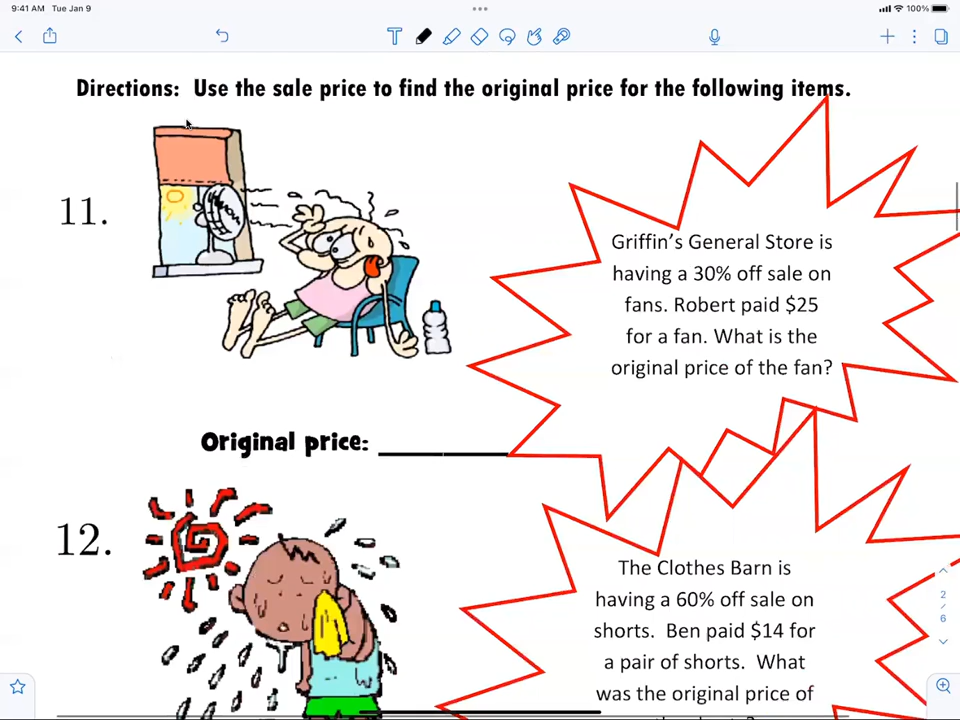 9:41 AM Tue Jan 9
100%
Directions: Use the sale price to find the original price for the following items.
11.
Griffin's General Store is
having a 30% off sale on
fans. Robert paid $25
for a fan. What is the
original price of the fan?
Original price:
12.
The Clothes Barn is
having a 60% off sale on
shorts. Ben paid $14 for
a pair of shorts. What
was the original price of
2
/
6